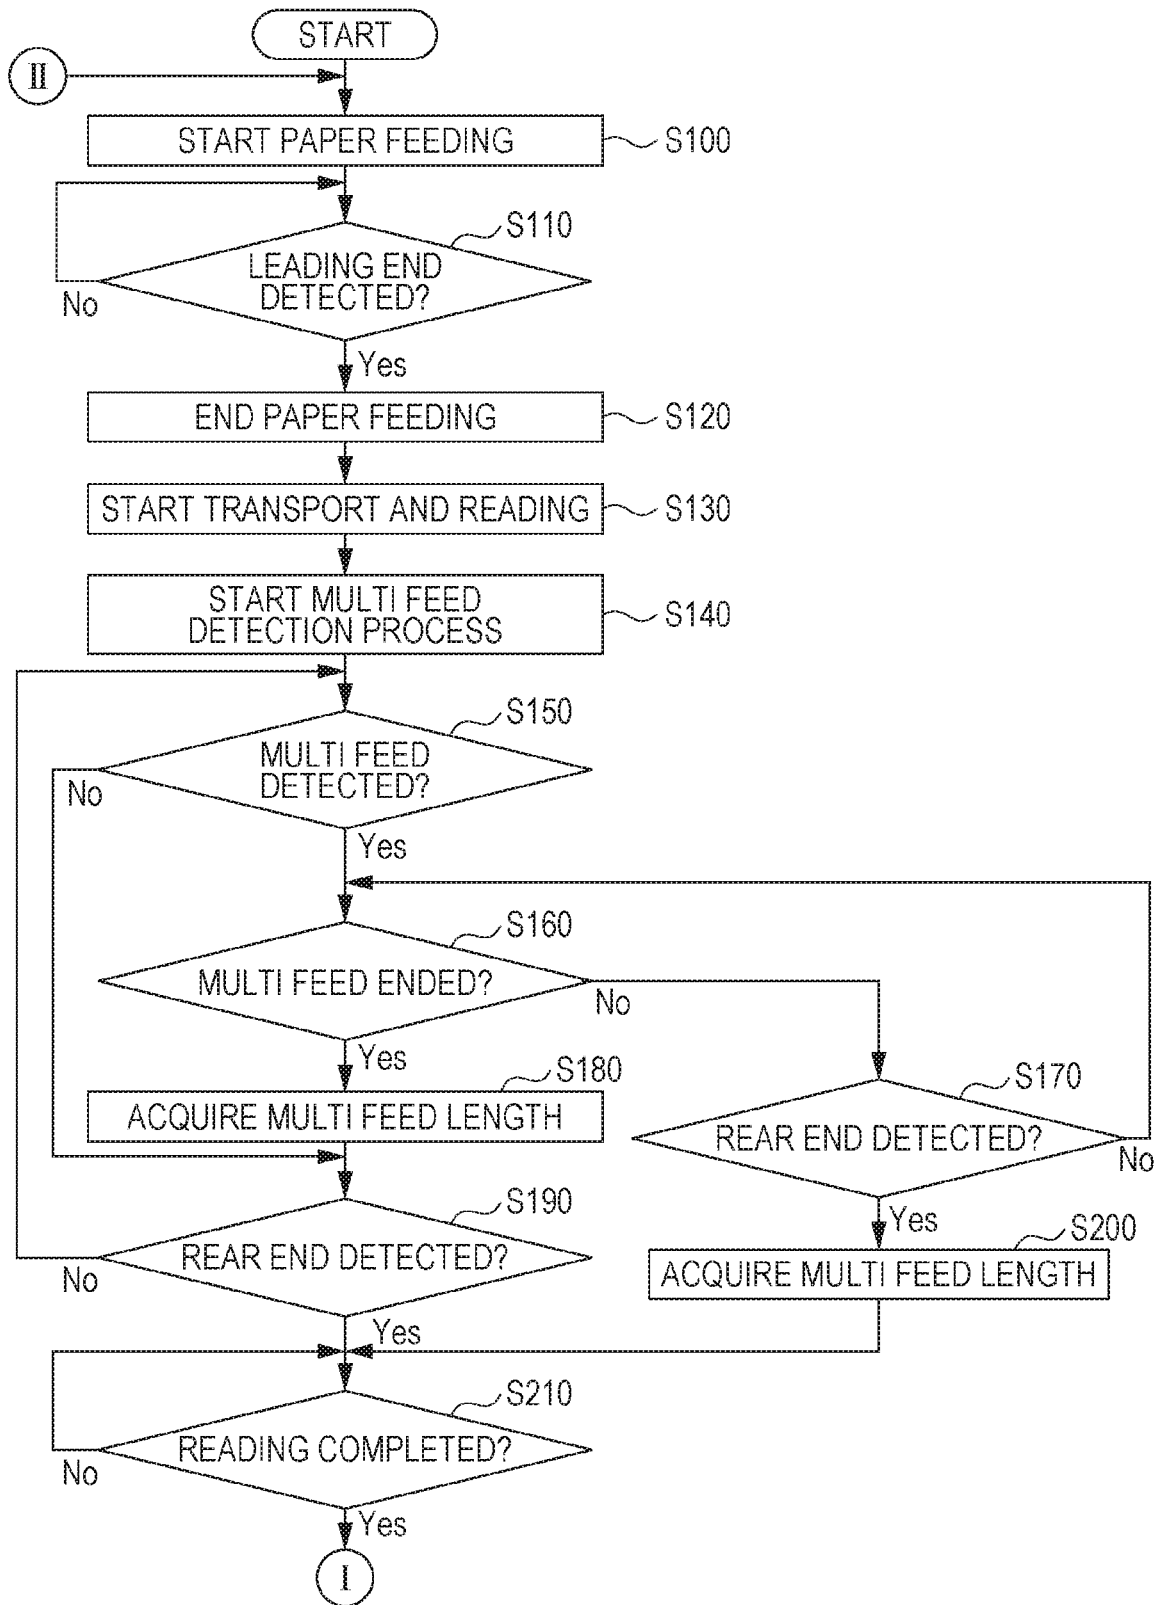 START
II
START PAPER FEEDING
S100
S110
LEADING END
DETECTED?
No
Yes
END PAPER FEEDING
S120
START TRANSPORT AND READING
S130
START MULTI FEED
DETECTION PROCESS
S140
S150
MULTI FEED
DETECTED?
No
Yes
S160
MULTI FEED ENDED?
No
Yes
S180
ACQUIRE MULTI FEED LENGTH
S170
REAR END DETECTED?
No
Yes
S190
REAR END DETECTED?
No
Yes
S200
ACQUIRE MULTI FEED LENGTH
S210
READING COMPLETED?
No
Yes
I